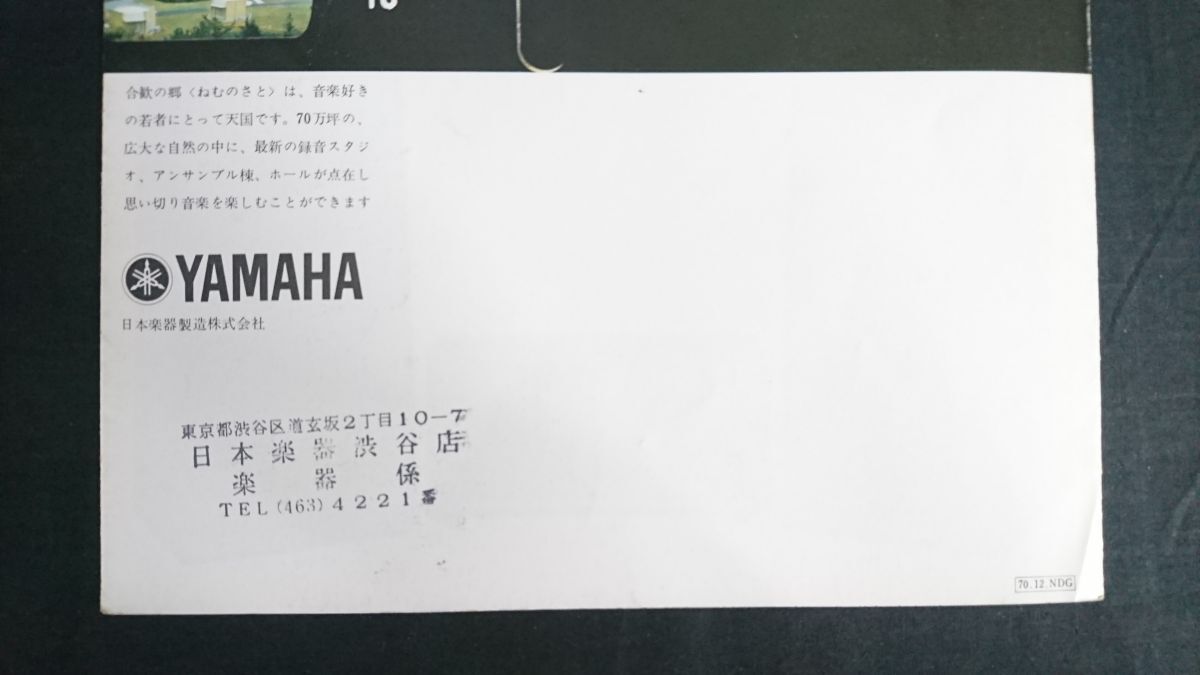 合歓の郷〈ねむのさと〉は、音楽好き
の若者にとって天国です。70万坪の、
広大な自然の中に、最新の録音スタジ
オ、アンサンブル棟、ホールが点在し
思い切り音楽を楽しむことができます
YAMAHA
日本楽器製造株式会社
東京都渋谷区道玄坂2丁目10-7
日本楽器渋谷店
楽器係
TEL(463)4221番
70.12.NDG